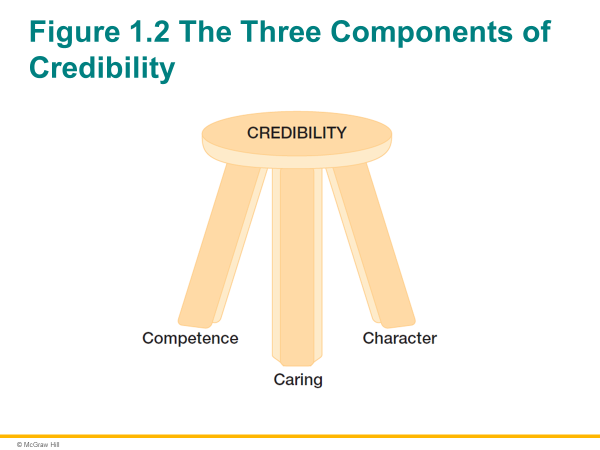 Figure 1.2 The Three Components of
Credibility
CREDIBILITY
Competence
Character
Caring
© McGraw Hill